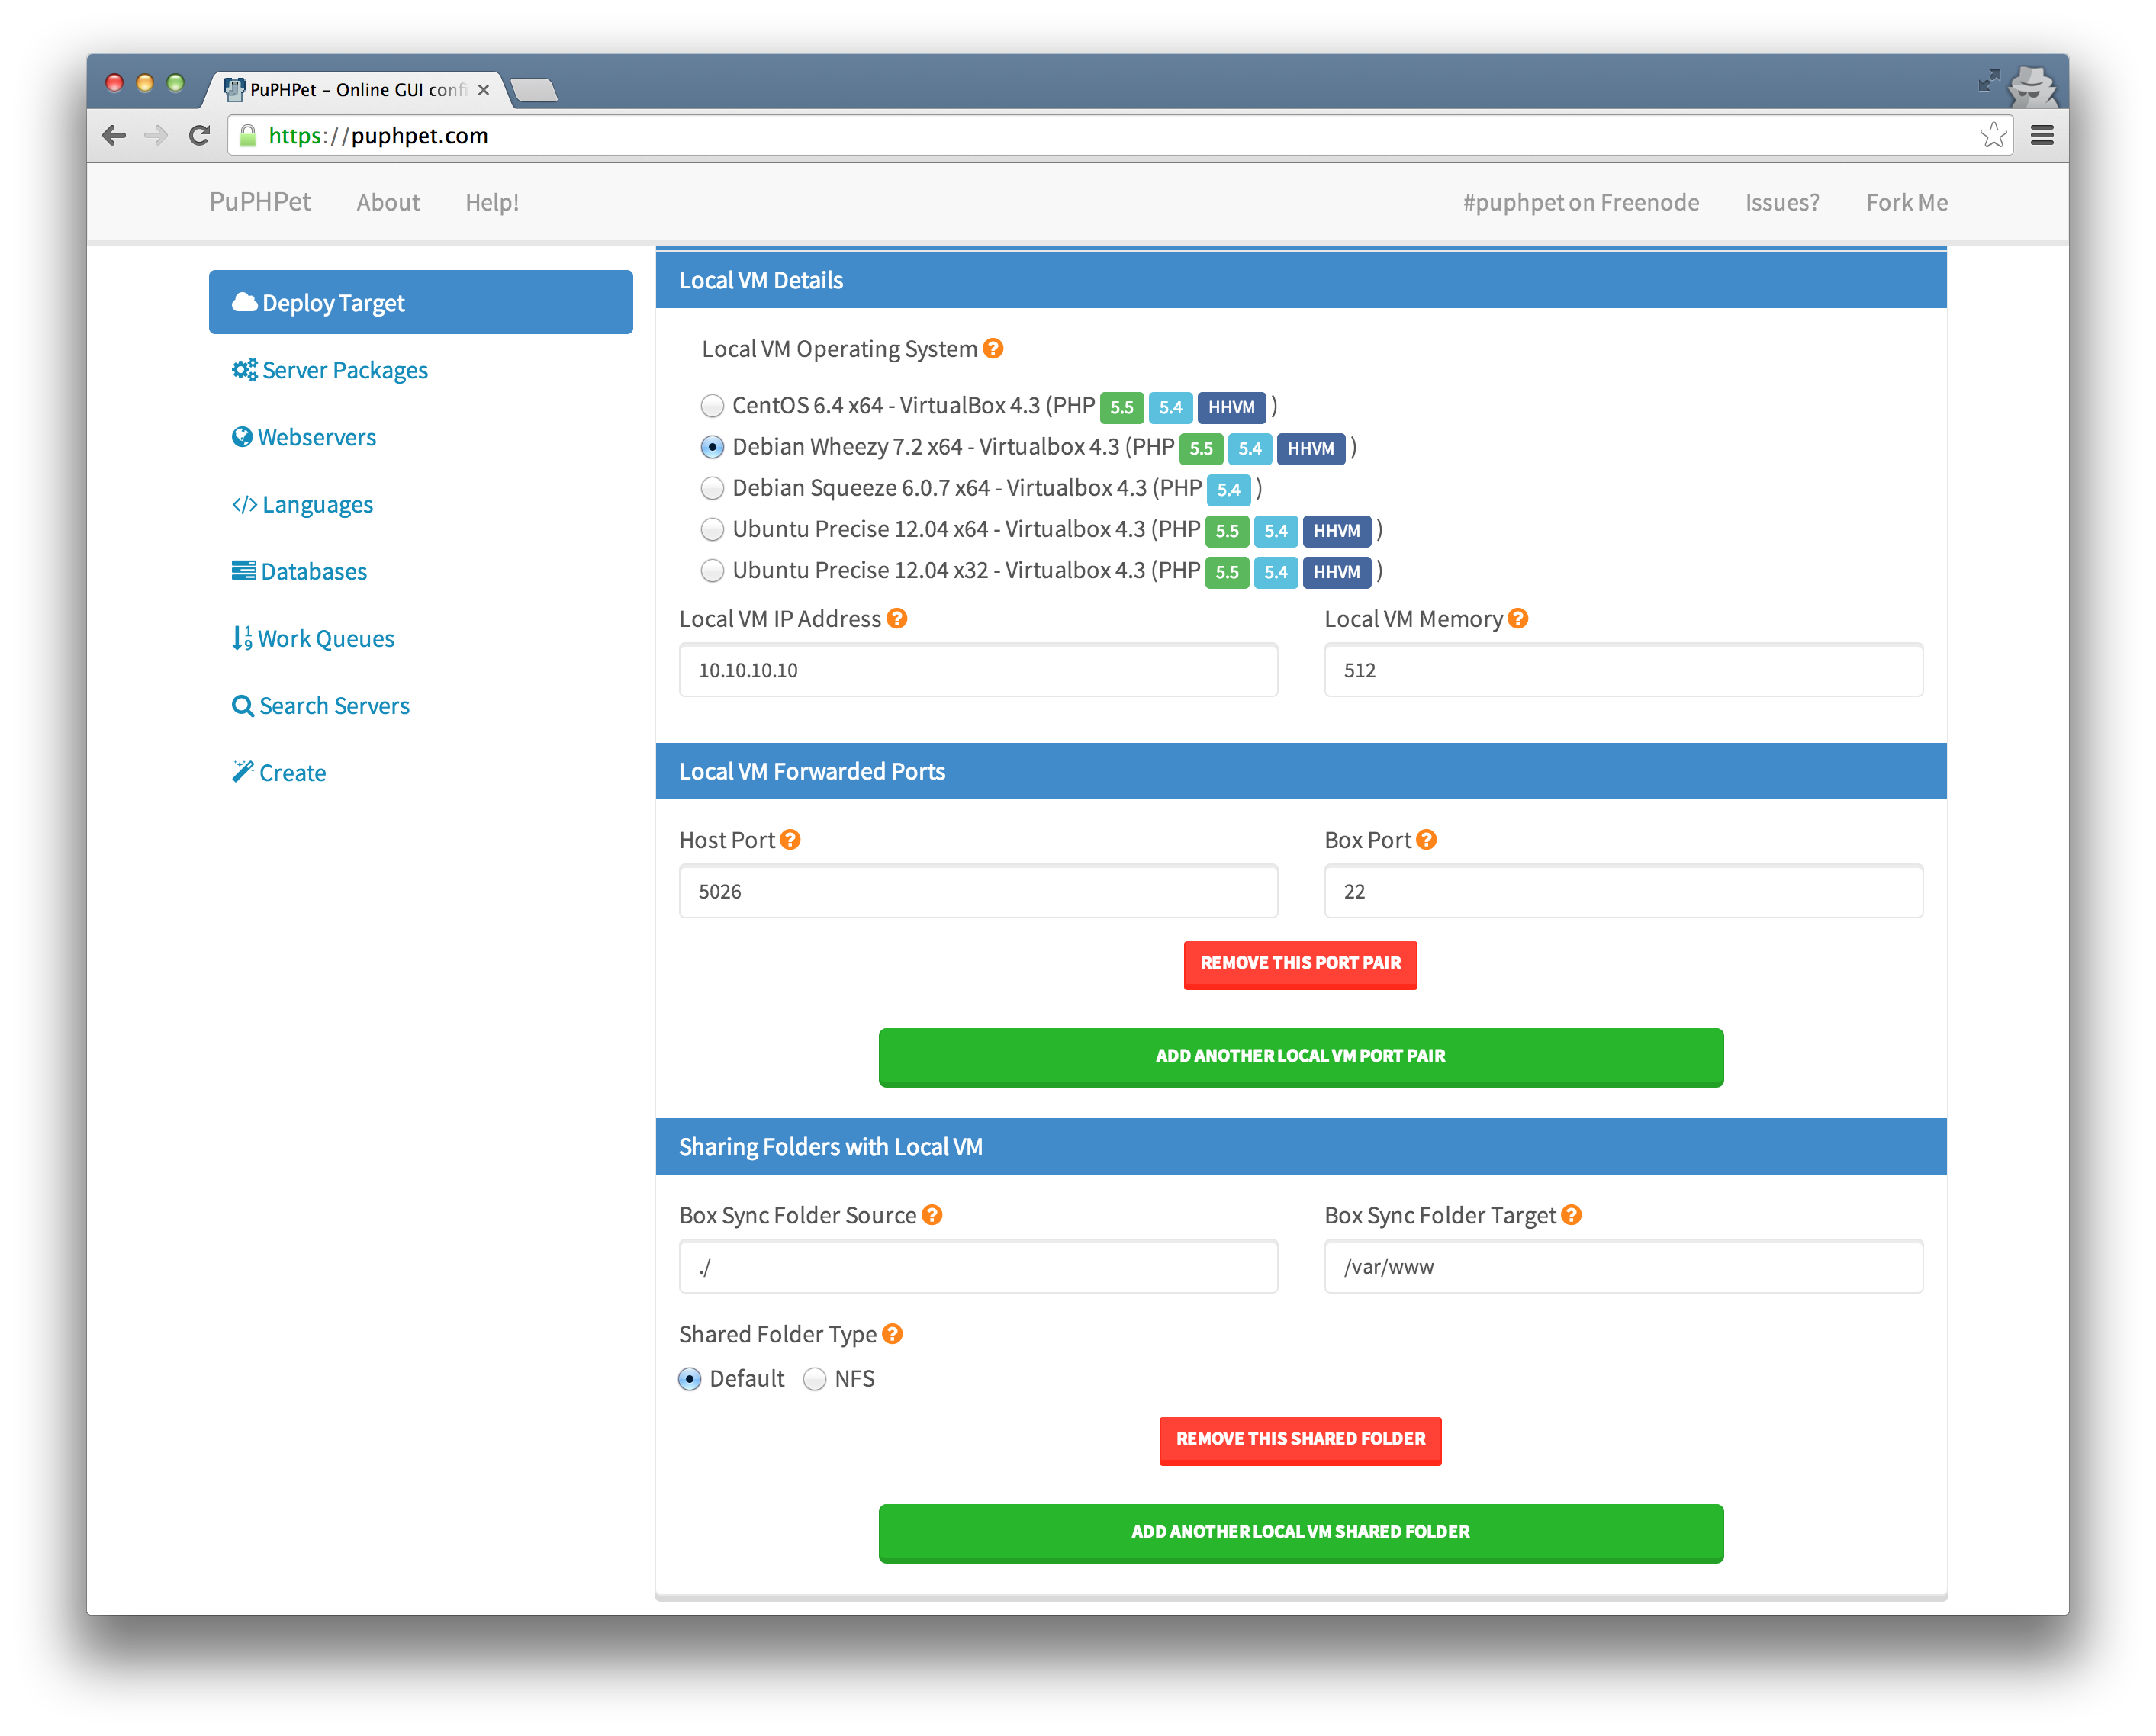 PuPHPet – Online GUI conf
https://puphpet.com
PuPHPet About Help! #puphpet on Freenode Issues? Fork Me
Deploy Target
Server Packages
Webservers
Languages
Databases
Work Queues
Search Servers
Create
Local VM Details
Local VM Operating System
CentOS 6.4 x64 - VirtualBox 4.3 (PHP 5.5 5.4 HHVM )
Debian Wheezy 7.2 x64 - Virtualbox 4.3 (PHP 5.5 5.4 HHVM )
Debian Squeeze 6.0.7 x64 - Virtualbox 4.3 (PHP 5.4 )
Ubuntu Precise 12.04 x64 - Virtualbox 4.3 (PHP 5.5 5.4 HHVM )
Ubuntu Precise 12.04 x32 - Virtualbox 4.3 (PHP 5.5 5.4 HHVM )
Local VM IP Address Local VM Memory
10.10.10.10 512
Local VM Forwarded Ports
Host Port Box Port
5026 22
REMOVE THIS PORT PAIR
ADD ANOTHER LOCAL VM PORT PAIR
Sharing Folders with Local VM
Box Sync Folder Source Box Sync Folder Target
./ /var/www
Shared Folder Type
Default NFS
REMOVE THIS SHARED FOLDER
ADD ANOTHER LOCAL VM SHARED FOLDER